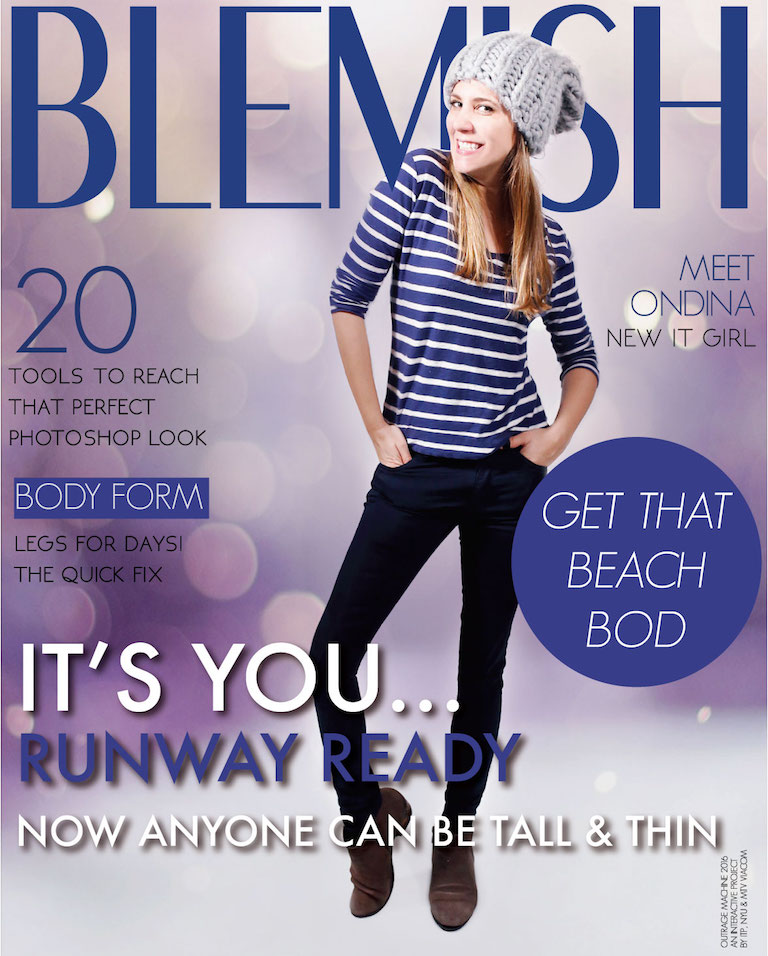 BLEMISH
20
TOOLS TO REACH
THAT PERFECT
PHOTOSHOP LOOK
BODY FORM
LEGS FOR DAYS!
THE QUICK FIX
MEET
ONDINA
NEW IT GIRL
GET THAT
BEACH
BOD
IT'S YOU...
RUNWAY READY
NOW ANYONE CAN BE TALL & THIN
OUTRAGE MACHINE 2016
AN INTERACTIVE PROJECT
BY ITP, NYU & MTV VIACOM